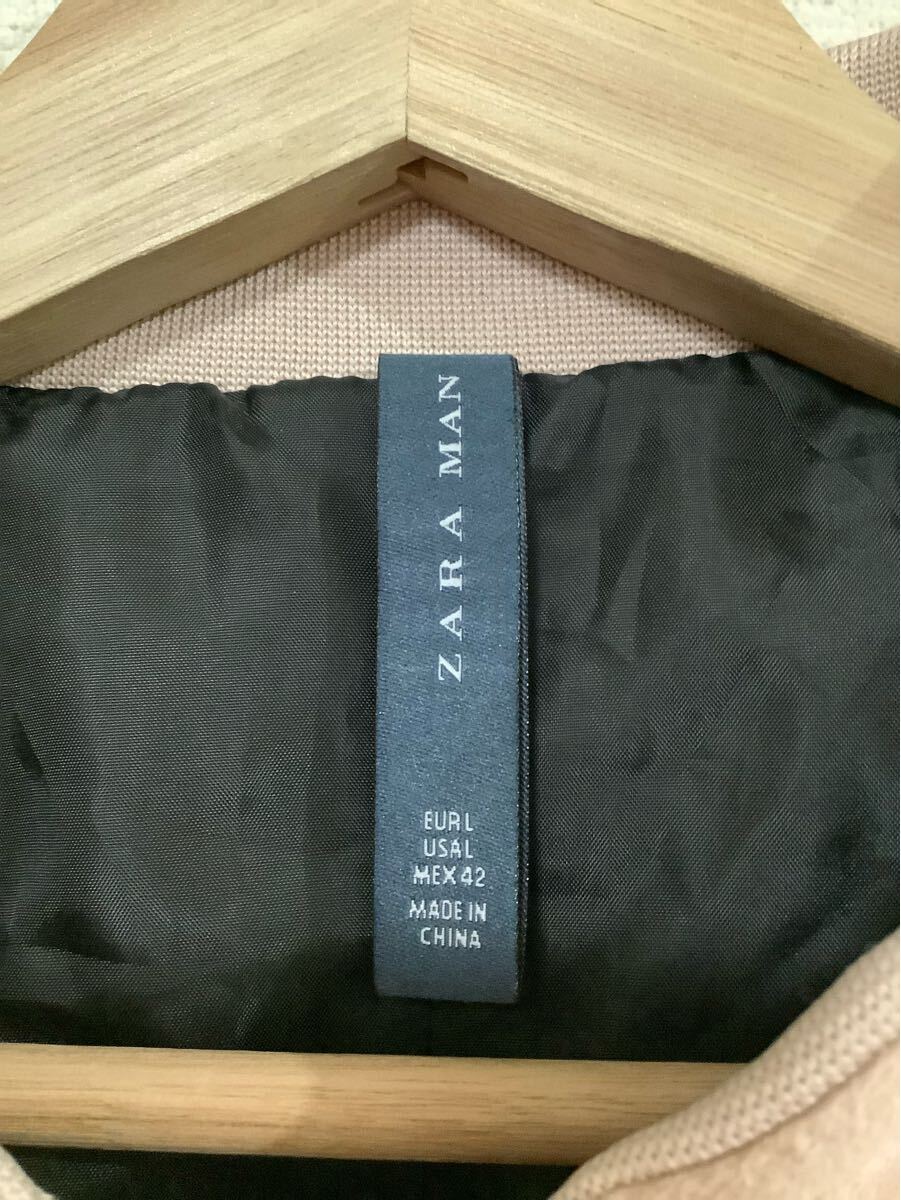 ZARA MAN
EUR L
USA L
MEX 42
MADE IN
CHINA